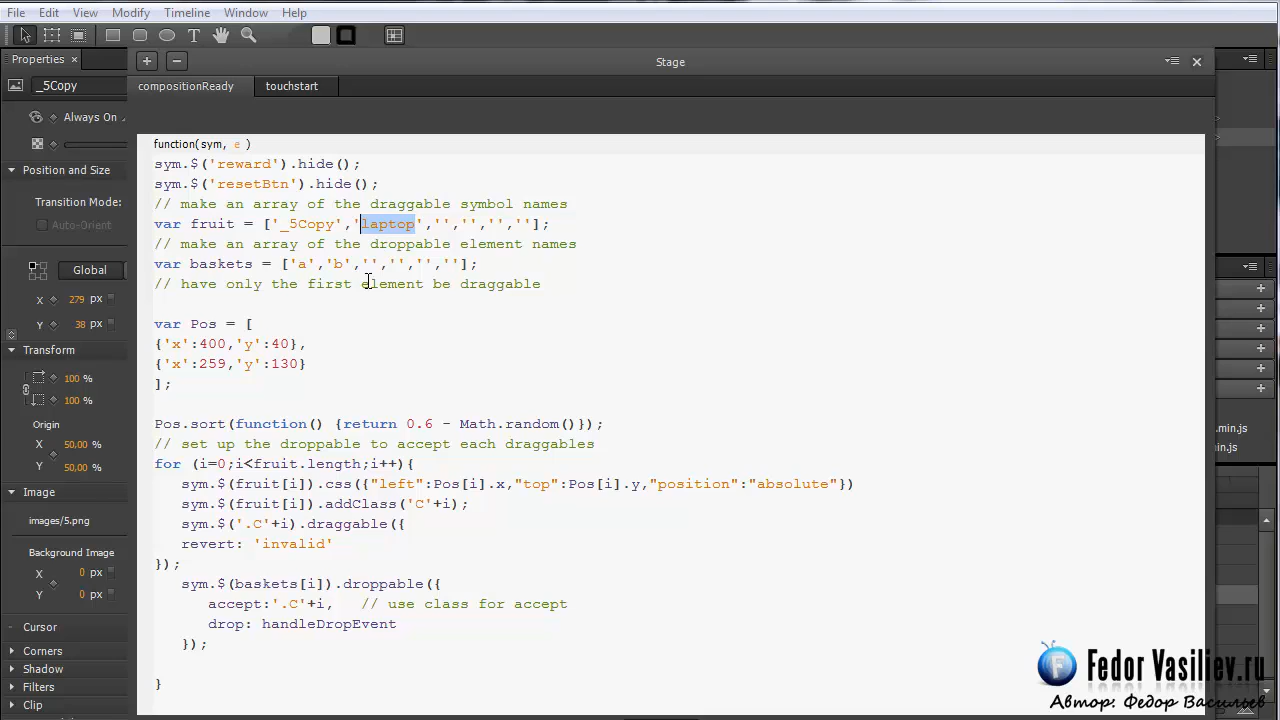 File Edit View Modify Timeline Window Help
Properties ×
Stage
_5Copy
compositionReady touchstart
Always On
function(sym, e )
sym.$('reward').hide();
Position and Size
sym.$('resetBtn').hide();
Transition Mode:
// make an array of the draggable symbol names
Auto-Orient
var fruit = ['_5Copy','laptop','','','',''];
// make an array of the droppable element names
Global
var baskets = ['a','b','','','',''];
// have only the first element be draggable
X 279 px
Y 38 px
var Pos = [
{'x':400,'y':40},
Transform
{'x':259,'y':130}
100 %
];
100 %
Origin
Pos.sort(function() {return 0.6 - Math.random()});
.min.js
X 50,00 %
// set up the droppable to accept each draggables
r.js
Y 50,00 %
for (i=0;i<fruit.length;i++){
sym.$(fruit[i]).css({"left":Pos[i].x,"top":Pos[i].y,"position":"absolute"})
Image
sym.$(fruit[i]).addClass('C'+i);
images/5.png
sym.$('.C'+i).draggable({
revert: 'invalid'
Background Image
});
X 0 px
sym.$(baskets[i]).droppable({
Y 0 px
accept:'.C'+i, // use class for accept
Cursor
drop: handleDropEvent
Corners
});
Shadow
Filters
}
Clip
Fedor Vasiliev.ru
Автор: Федор Васильев